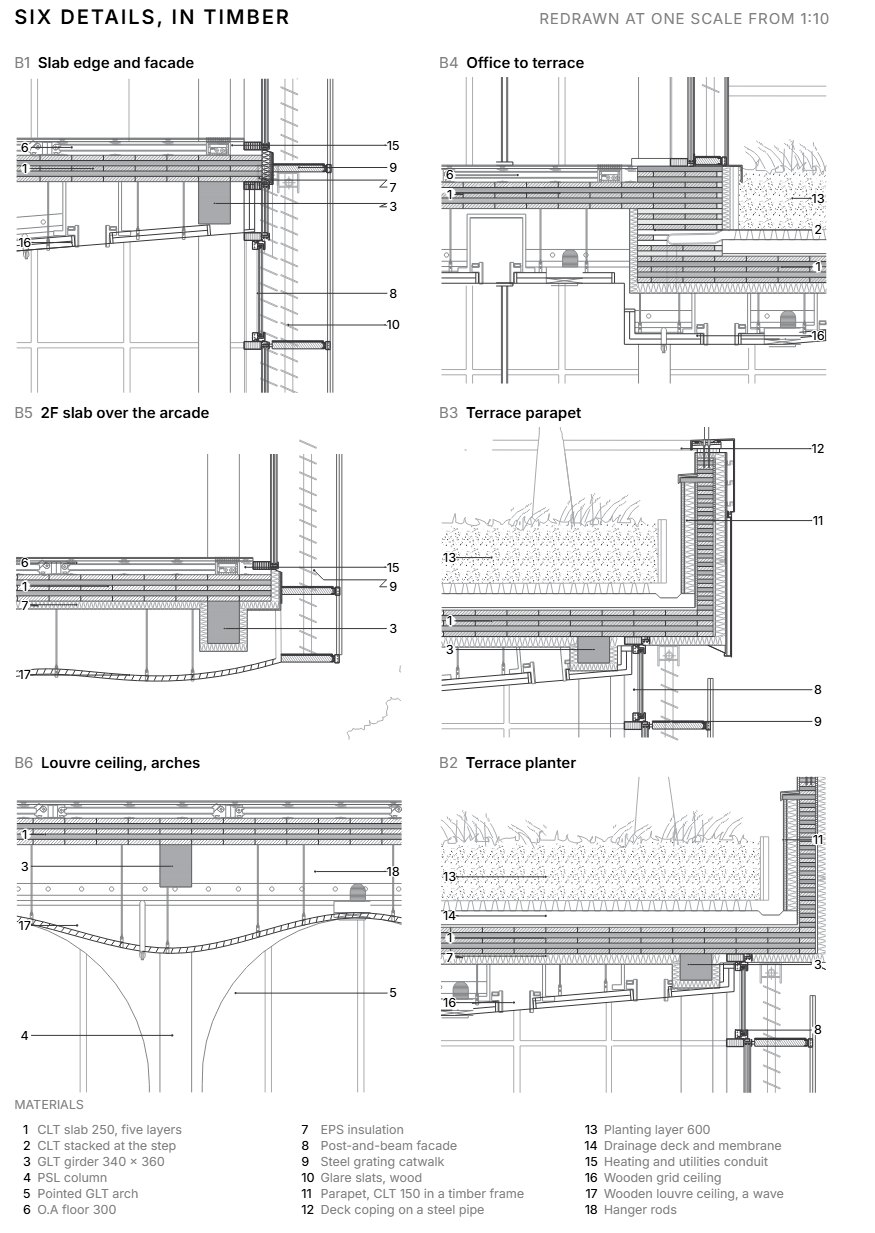 SIX DETAILS, IN TIMBER
REDRAWN AT ONE SCALE FROM 1:10
B1 Slab edge and facade
6
15
1
9
7
3
16
8
10
B4 Office to terrace
6
1
13
2
1
16
B5 2F slab over the arcade
6
15
1
9
7
3
17
B3 Terrace parapet
12
11
13
1
3
8
9
B6 Louvre ceiling, arches
1
3
18
17
5
4
B2 Terrace planter
11
13
14
1
7
3
16
8
MATERIALS
1 CLT slab 250, five layers
2 CLT stacked at the step
3 GLT girder 340 × 360
4 PSL column
5 Pointed GLT arch
6 O.A floor 300
7 EPS insulation
8 Post-and-beam facade
9 Steel grating catwalk
10 Glare slats, wood
11 Parapet, CLT 150 in a timber frame
12 Deck coping on a steel pipe
13 Planting layer 600
14 Drainage deck and membrane
15 Heating and utilities conduit
16 Wooden grid ceiling
17 Wooden louvre ceiling, a wave
18 Hanger rods